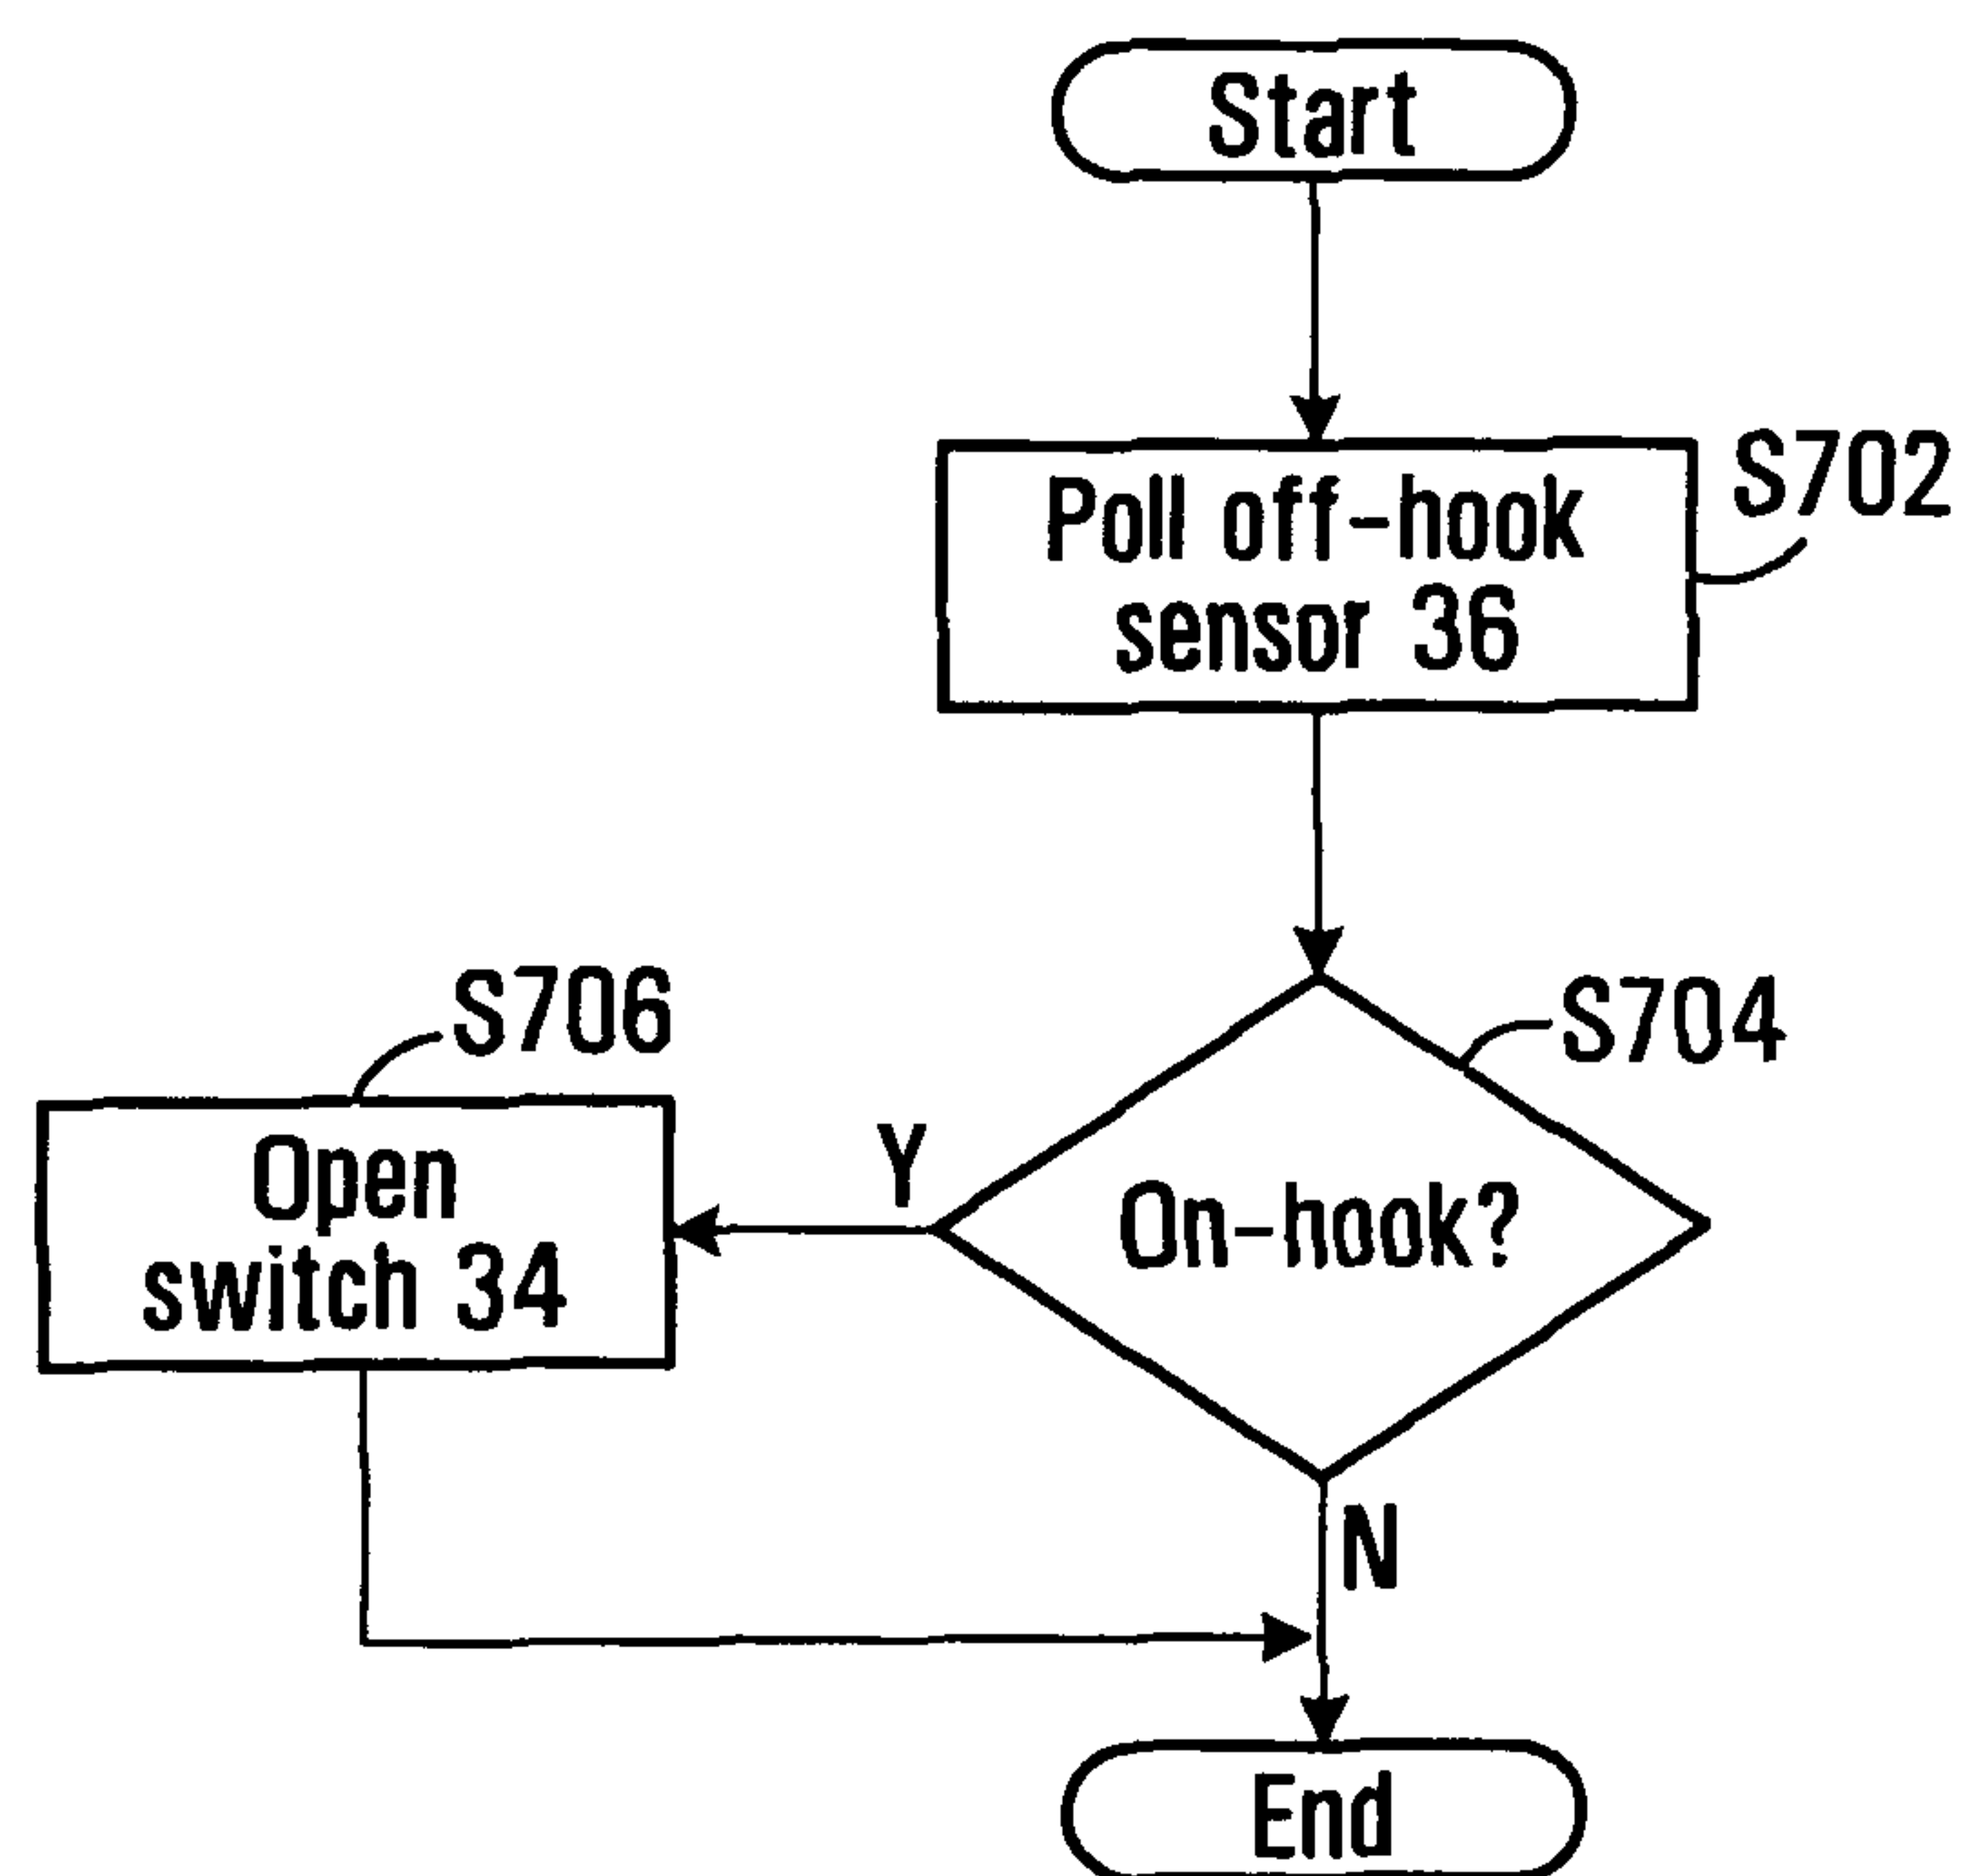 Start
Poll off-hook
sensor 36
S702
S706
S704
Open
switch 34
Y
On-hook?
N
End